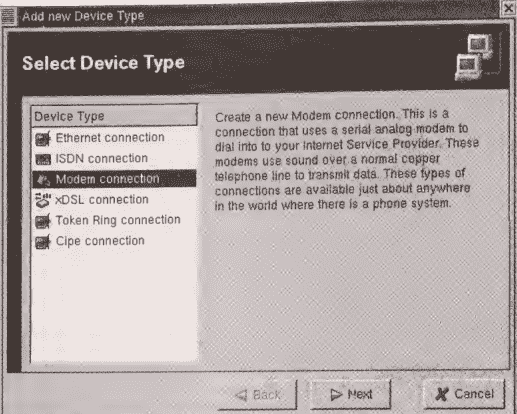 Add new Device Type
Select Device Type
Device Type
Ethernet connection
ISDN connection
Modem connection
xDSL connection
Token Ring connection
Cipe connection
Create a new Modem connection. This is a
connection that uses a serial analog modem to
dial into to your Internet Service Provider. These
modems use sound over a normal copper
telephone line to transmit data. These types of
connections are available just about anywhere
in the world where there is a phone system.
Back
Next
Cancel